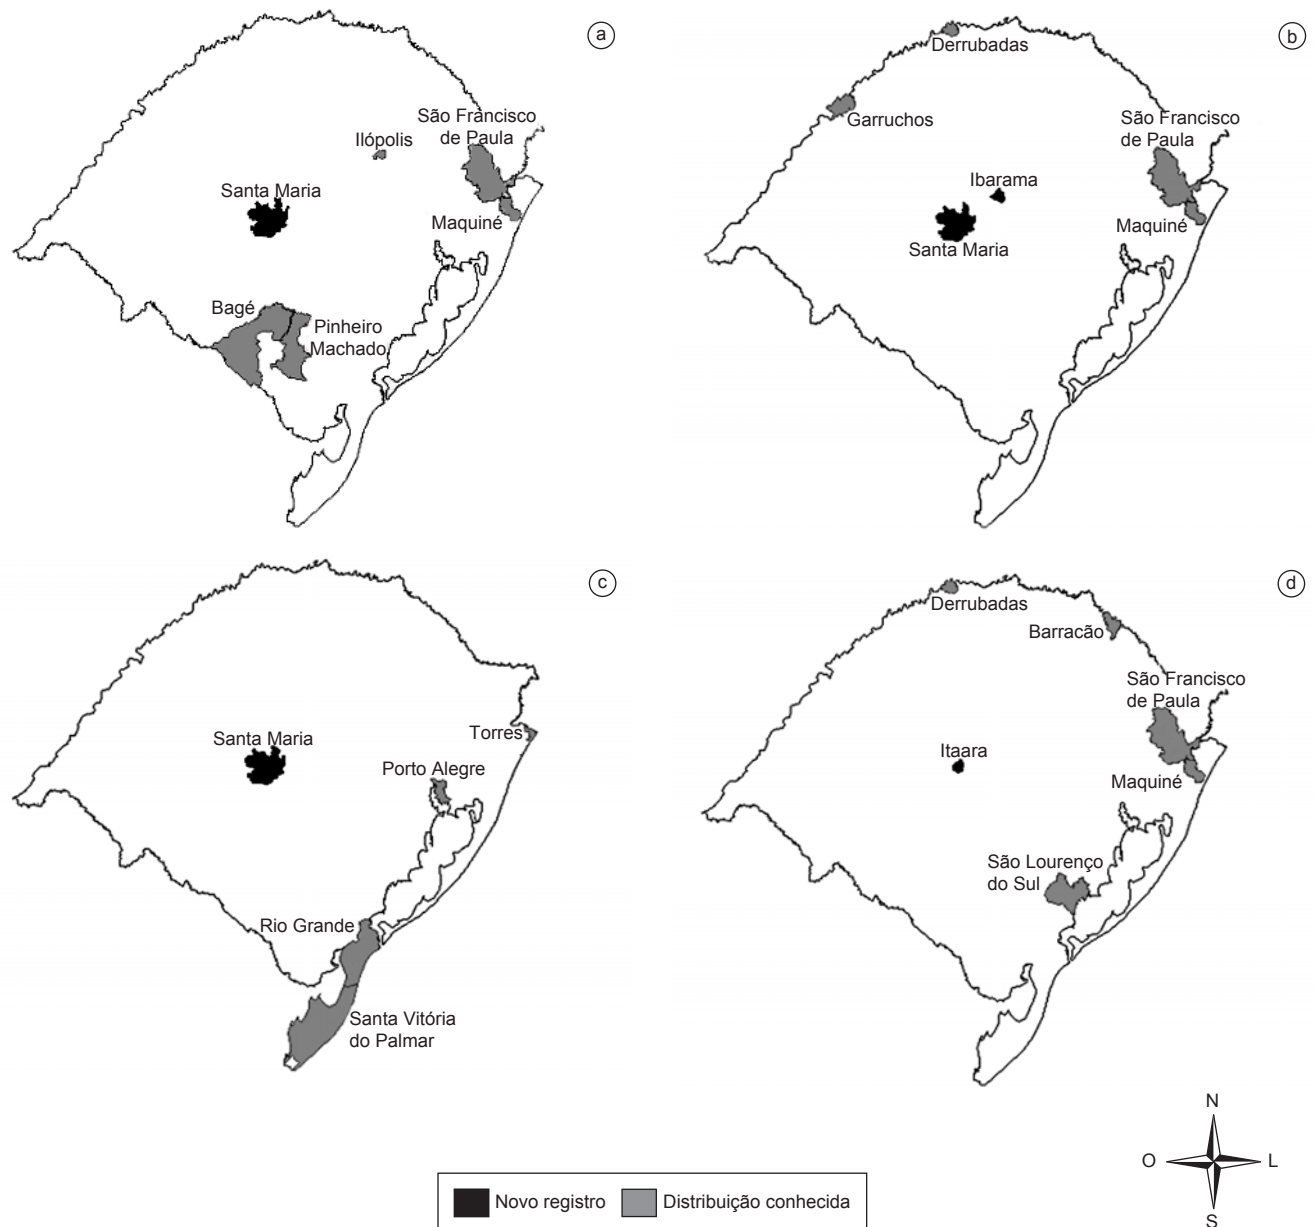 a
São Francisco
de Paula
Ilópolis
Santa Maria
Maquiné
Bagé
Pinheiro
Machado
b
Derrubadas
Garruchos
São Francisco
de Paula
Ibarama
Santa Maria
Maquiné
c
Santa Maria
Torres
Porto Alegre
Rio Grande
Santa Vitória
do Palmar
d
Derrubadas
Barracão
São Francisco
de Paula
Itaara
Maquiné
São Lourenço
do Sul
N
O
L
S
Novo registro
Distribuição conhecida